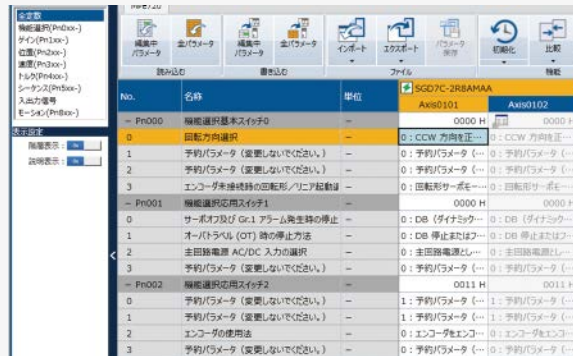 全定数
機能選択(Pn0xx-)
ゲイン(Pn1xx-)
位置(Pn2xx-)
速度(Pn3xx-)
トルク(Pn4xx-)
シーケンス(Pn5xx-)
入出力信号
モーション(Pn8xx-)
表示設定
階層表示：
説明表示：
編集中
パラメータ
全パラメータ
編集中
パラメータ
全パラメータ
インポート
エクスポート
パラメータ
保存
初期化
比較
読み込む
書き込む
ファイル
機能
No. 名称 単位 SGD7C-2R8AMAA
Axis0101 Axis0102
－ Pn000 機能選択基本スイッチ0 － 0000 H 0000 H
0 回転方向選択 － 0：CCW 方向を正… 0：CCW 方向を正…
1 予約パラメータ（変更しないでください。） － 0：予約パラメータ（… 0：予約パラメータ（…
2 予約パラメータ（変更しないでください。） － 0：予約パラメータ（… 0：予約パラメータ（…
3 エンコーダ未接続時の回転形／リニア起動 － 0：回転形サーボモー… 0：回転形サーボモー…
－ Pn001 機能選択応用スイッチ1 － 0000 H 0000 H
0 サーボオフ及び Gr.1 アラーム発生時の停止 － 0：DB（ダイナミック… 0：DB（ダイナミック…
1 オーバトラベル（OT）時の停止方法 － 0：DB 停止またはフ… 0：DB 停止またはフ…
2 主回路電源 AC/DC 入力の選択 － 0：主回路電源とし… 0：主回路電源とし…
3 予約パラメータ（変更しないでください。） － 0：予約パラメータ（… 0：予約パラメータ（…
－ Pn002 機能選択応用スイッチ2 － 0011 H 0011 H
0 予約パラメータ（変更しないでください。） － 1：予約パラメータ（… 1：予約パラメータ（…
1 予約パラメータ（変更しないでください。） － 1：予約パラメータ（… 1：予約パラメータ（…
2 エンコーダの使用法 － 0：エンコーダをエンコ… 0：エンコーダをエンコ…
3 予約パラメータ（変更しないでください。） － 0：予約パラメータ（… 0：予約パラメータ（…